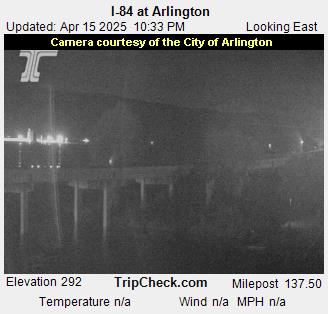 I-84 at Arlington
Updated: Apr 15 2025 10:33 PM Looking East
Camera courtesy of the City of Arlington
Elevation 292 TripCheck.com Milepost 137.50
Temperature n/a Wind n/a MPH n/a